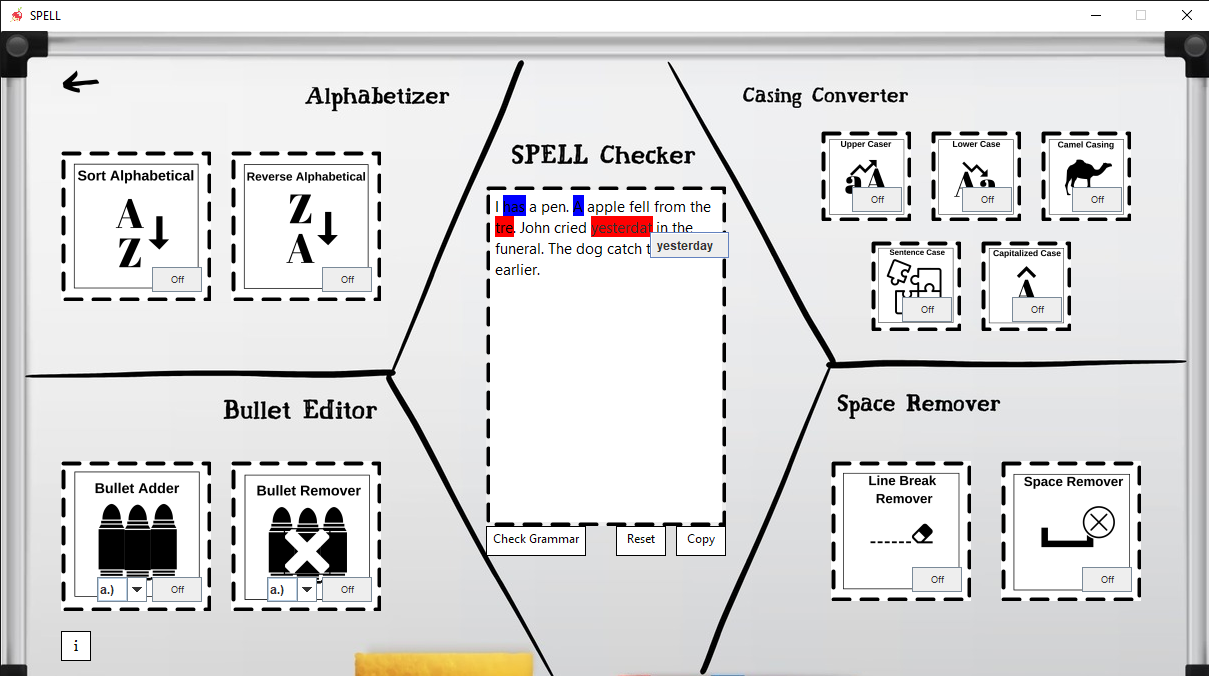 SPELL
Alphabetizer
Sort Alphabetical
A
Z
Off
Reverse Alphabetical
Z
A
Off
SPELL Checker
I has a pen. A apple fell from the
tre. John cried yesterdat in the
funeral. The dog catch
earlier.
yesterday
Check Grammar
Reset
Copy
Casing Converter
Upper Caser
aA
Off
Lower Case
Aa
Off
Camel Casing
Off
Sentence Case
Off
Capitalized Case
A
Off
Bullet Editor
Bullet Adder
a.)
Off
Bullet Remover
a.)
Off
i
Space Remover
Line Break
Remover
Off
Space Remover
Off